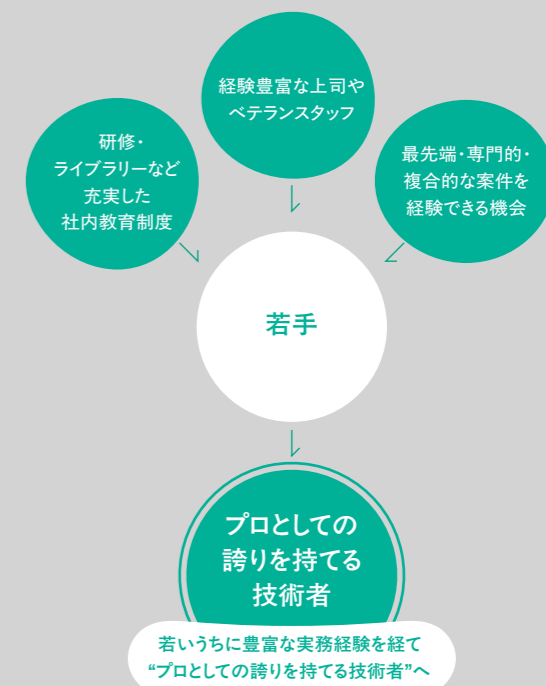 経験豊富な上司や
ベテランスタッフ
研修・
ライブラリーなど
充実した
社内教育制度
最先端・専門的・
複合的な案件を
経験できる機会
若手
プロとしての
誇りを持てる
技術者
若いうちに豊富な実務経験を経て
“プロとしての誇りを持てる技術者”へ